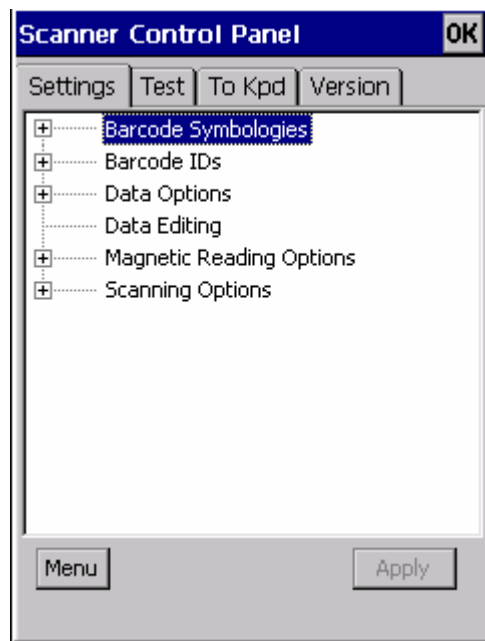 Scanner Control Panel OK
Settings Test To Kpd Version
Barcode Symbologies
Barcode IDs
Data Options
Data Editing
Magnetic Reading Options
Scanning Options
Menu Apply